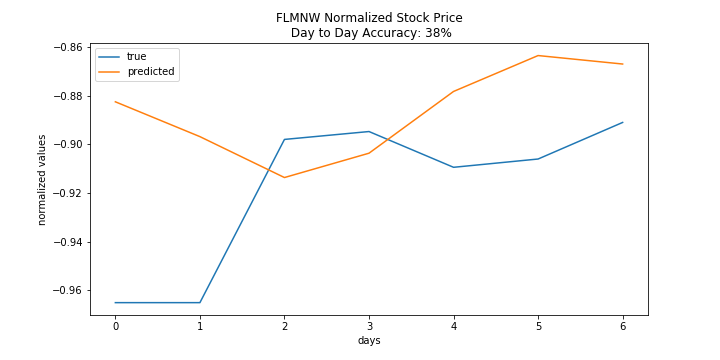 FLMNW Normalized Stock Price
Day to Day Accuracy: 38%
true
predicted
normalized values
−0.86
−0.88
−0.90
−0.92
−0.94
−0.96
0 1 2 3 4 5 6
days